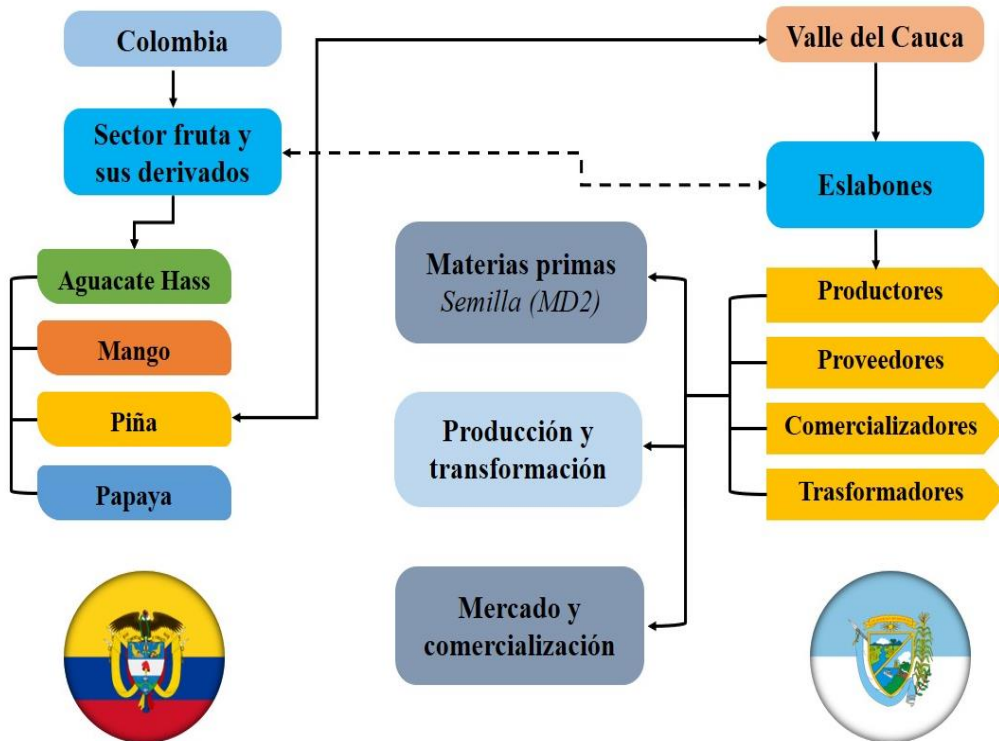 Colombia
Sector fruta y
sus derivados
Aguacate Hass
Mango
Piña
Papaya
Materias primas
Semilla (MD2)
Producción y
transformación
Mercado y
comercialización
Valle del Cauca
Eslabones
Productores
Proveedores
Comercializadores
Trasformadores